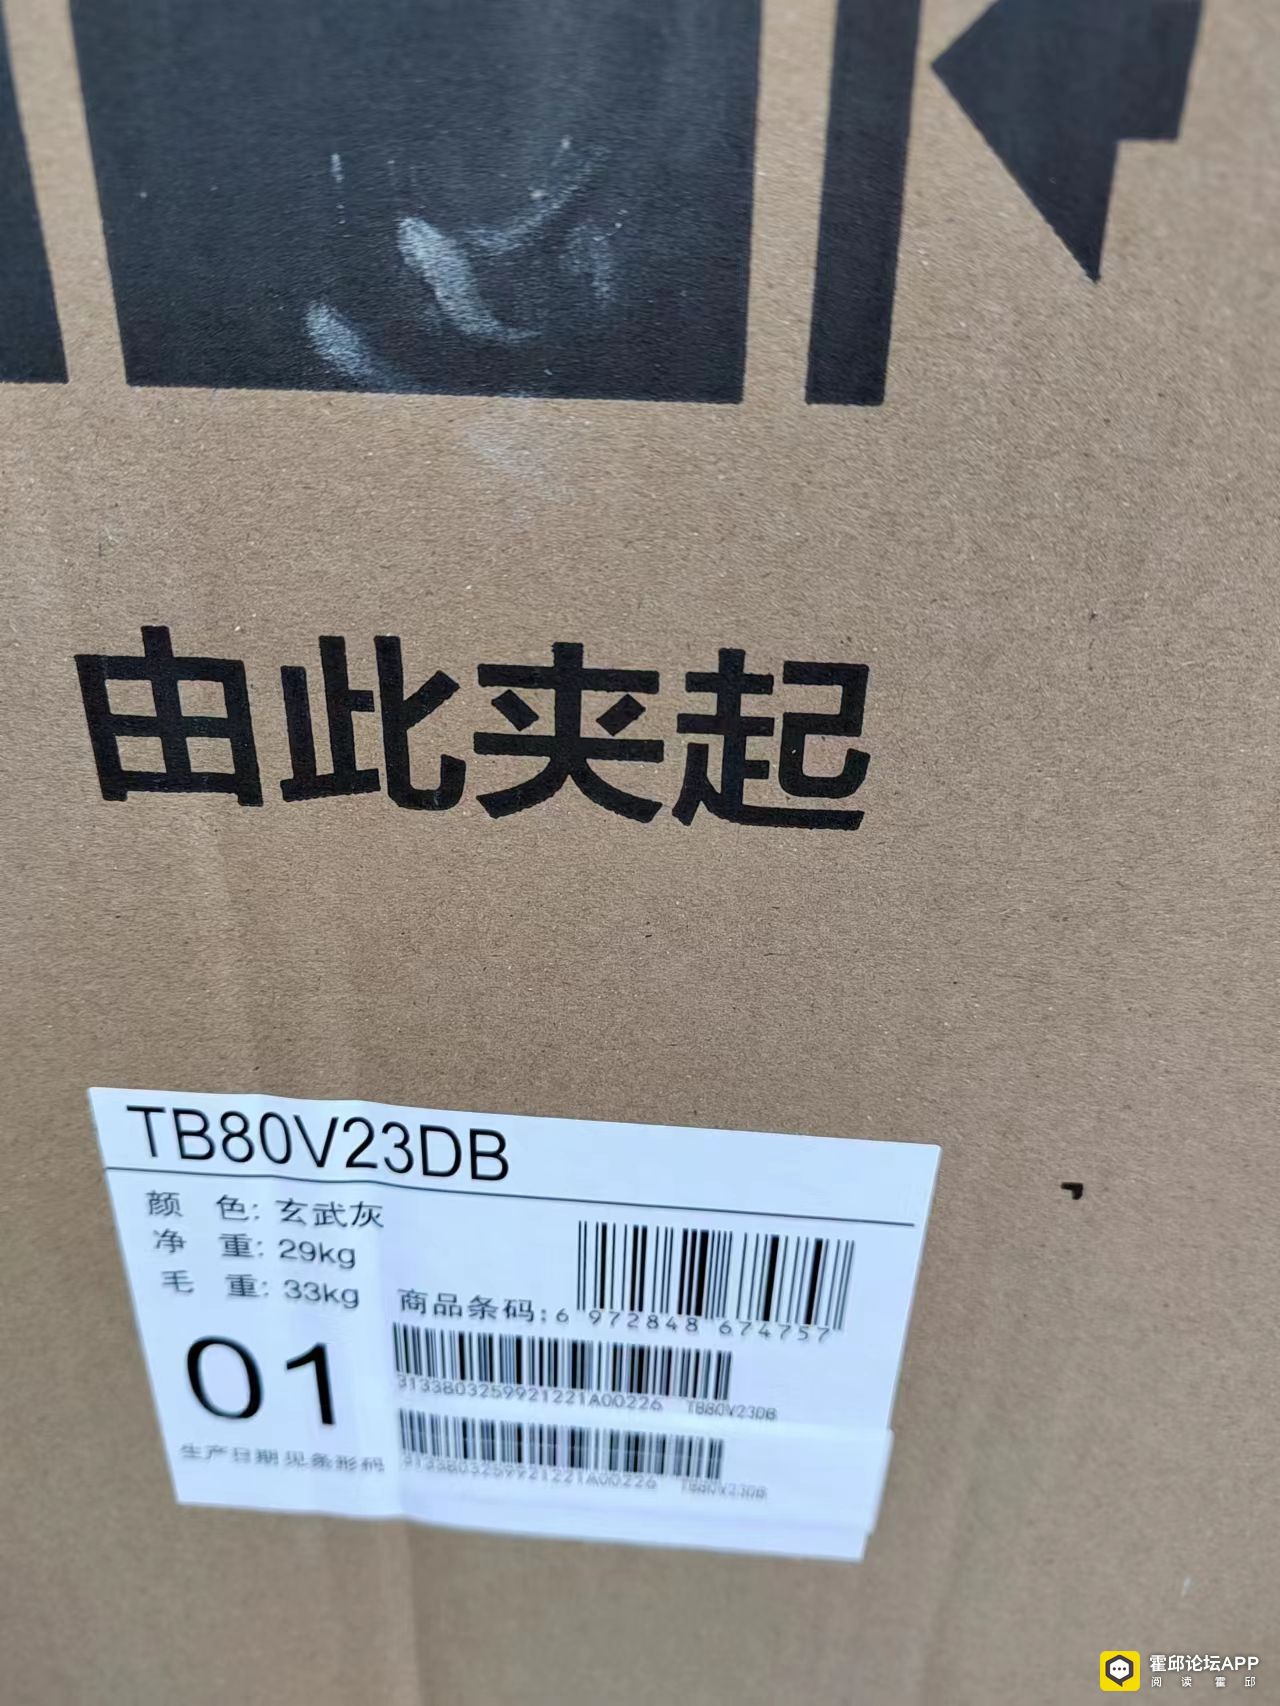 由此夹起
TB80V23DB
颜 色: 玄武灰
净 重: 29kg
毛 重: 33kg
商品条码: 6 972848 674757
01
3133803259921221A00226 TB80V23DB
生产日期见条形码
3133803259921221A00226 TB80V23DB
霍邱论坛APP
阅 读 霍 邱